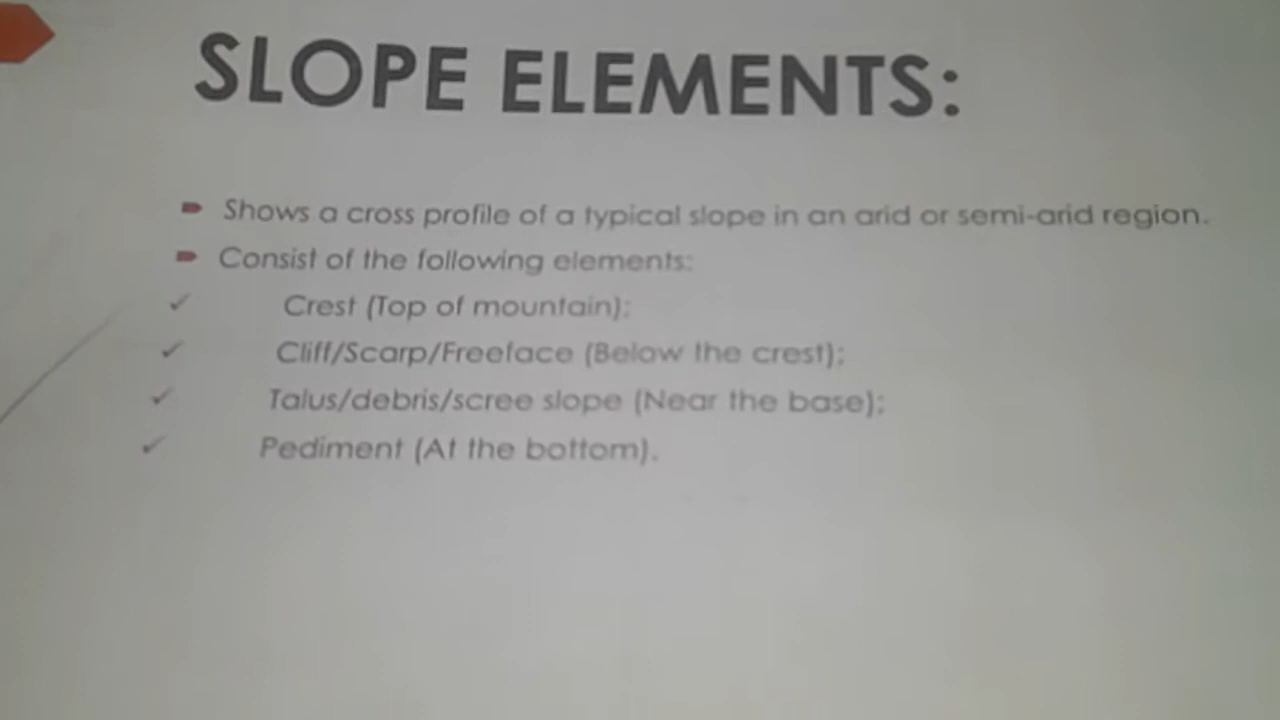 SLOPE ELEMENTS:
Shows a cross profile of a typical slope in an arid or semi-arid region.
Consist of the following elements:
Crest (Top of mountain);
Cliff/Scarp/Freeface (Below the crest);
Talus/debris/scree slope (Near the base);
Pediment (At the bottom).